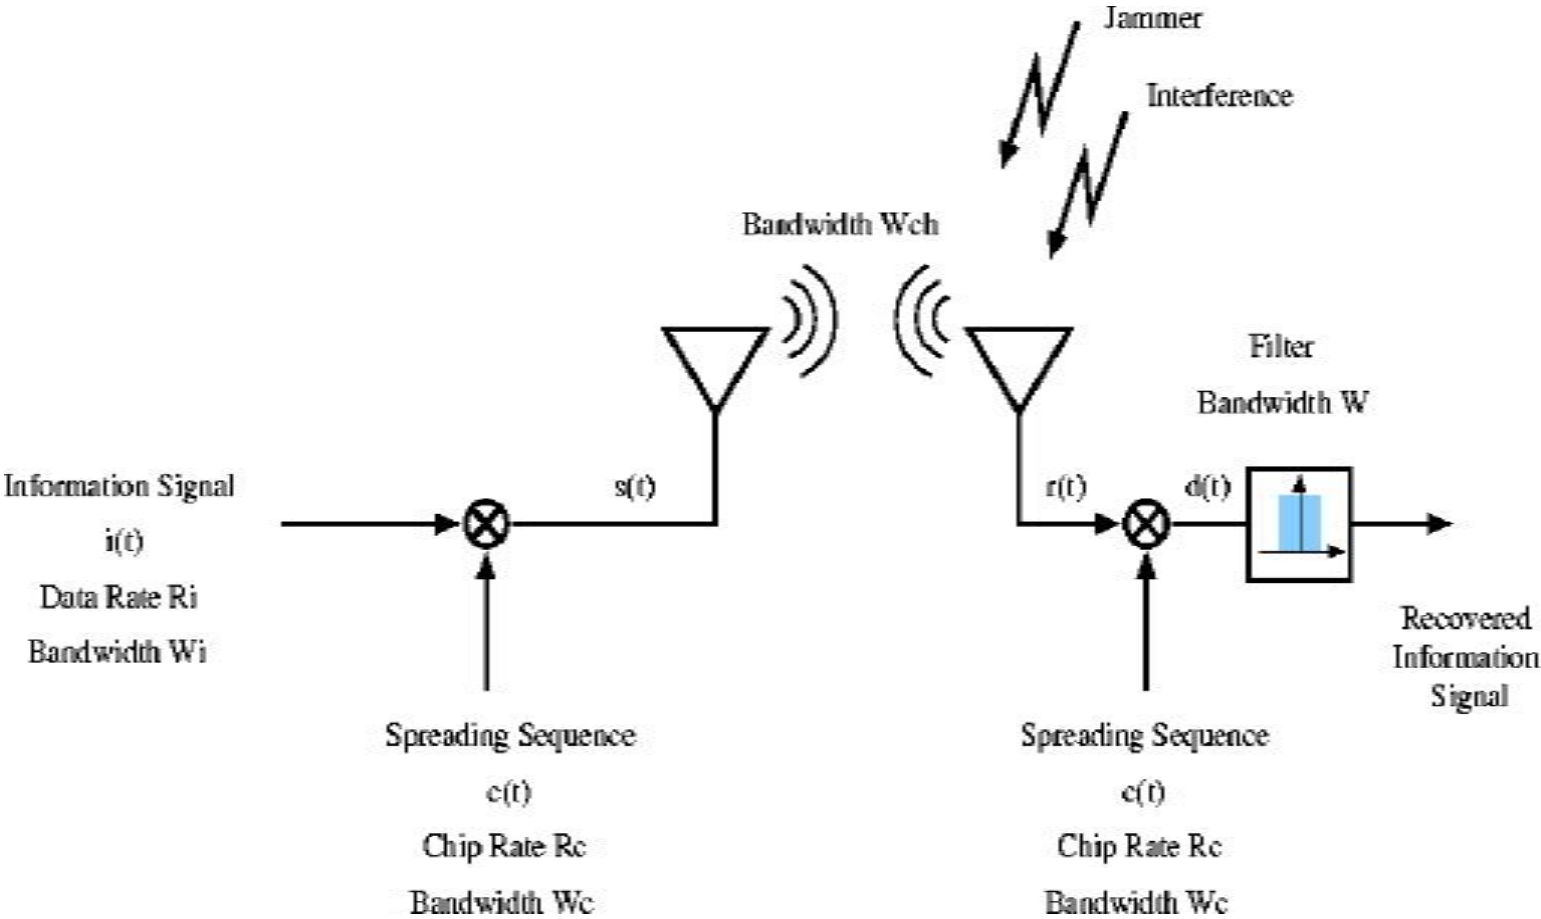 Jammer
Interference
Bandwidth Wch
Filter
Bandwidth W
Information Signal
i(t)
Data Rate Ri
Bandwidth Wi
s(t)
r(t)
d(t)
Recovered
Information
Signal
Spreading Sequence
c(t)
Chip Rate Rc
Bandwidth Wc
Spreading Sequence
c(t)
Chip Rate Rc
Bandwidth Wc